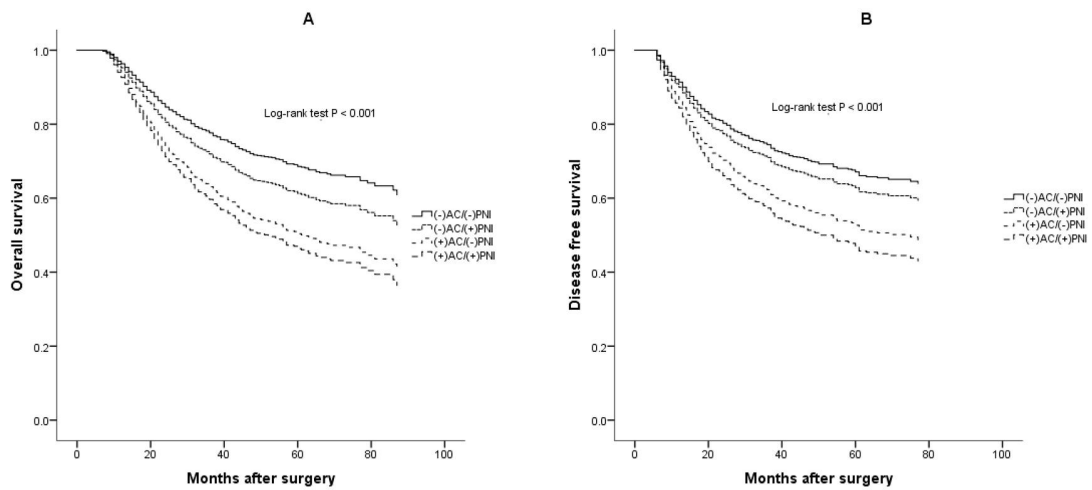 A
Overall survival
1.0
0.8
0.6
0.4
0.2
0.0
Log-rank test P < 0.001
(-)AC/(-)PNI
(-)AC/(+)PNI
(+)AC/(-)PNI
(+)AC/(+)PNI
0 20 40 60 80 100
Months after surgery
B
Disease free survival
1.0
0.8
0.6
0.4
0.2
0.0
Log-rank test P < 0.001
(-)AC/(-)PNI
(-)AC/(+)PNI
(+)AC/(-)PNI
(+)AC/(+)PNI
0 20 40 60 80 100
Months after surgery